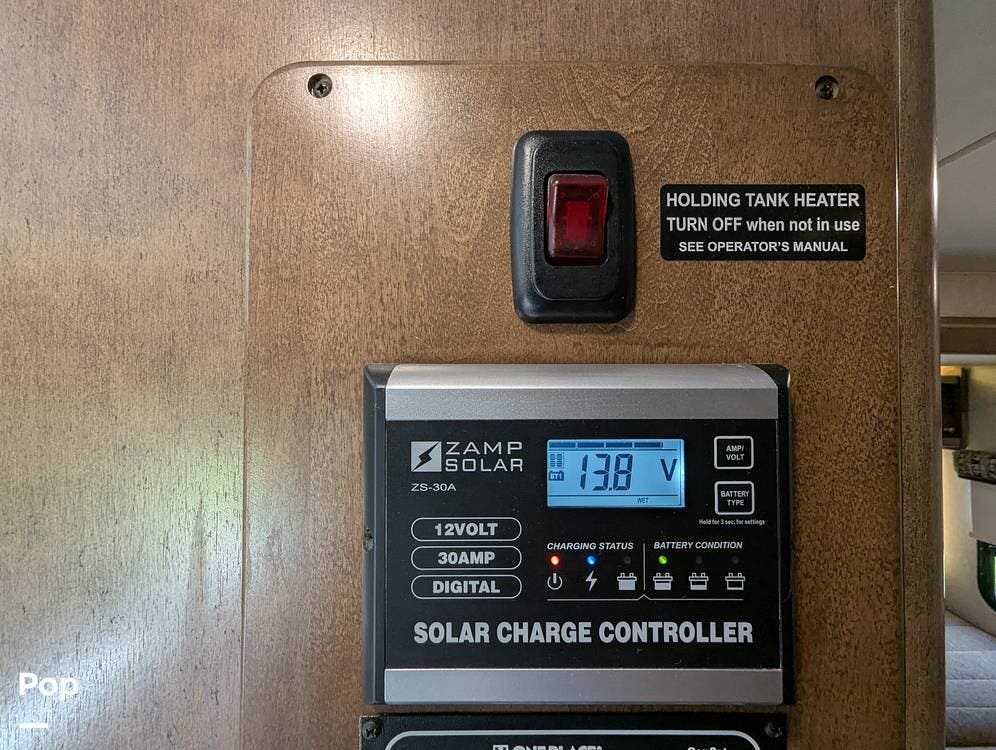 HOLDING TANK HEATER
TURN OFF when not in use
SEE OPERATOR'S MANUAL
ZAMP
SOLAR
ZS-30A
BT1
13.8 V
WET
AMP/
VOLT
BATTERY
TYPE
Hold for 3 sec. for settings
12VOLT
30AMP
DIGITAL
CHARGING STATUS
BATTERY CONDITION
SOLAR CHARGE CONTROLLER
Pop